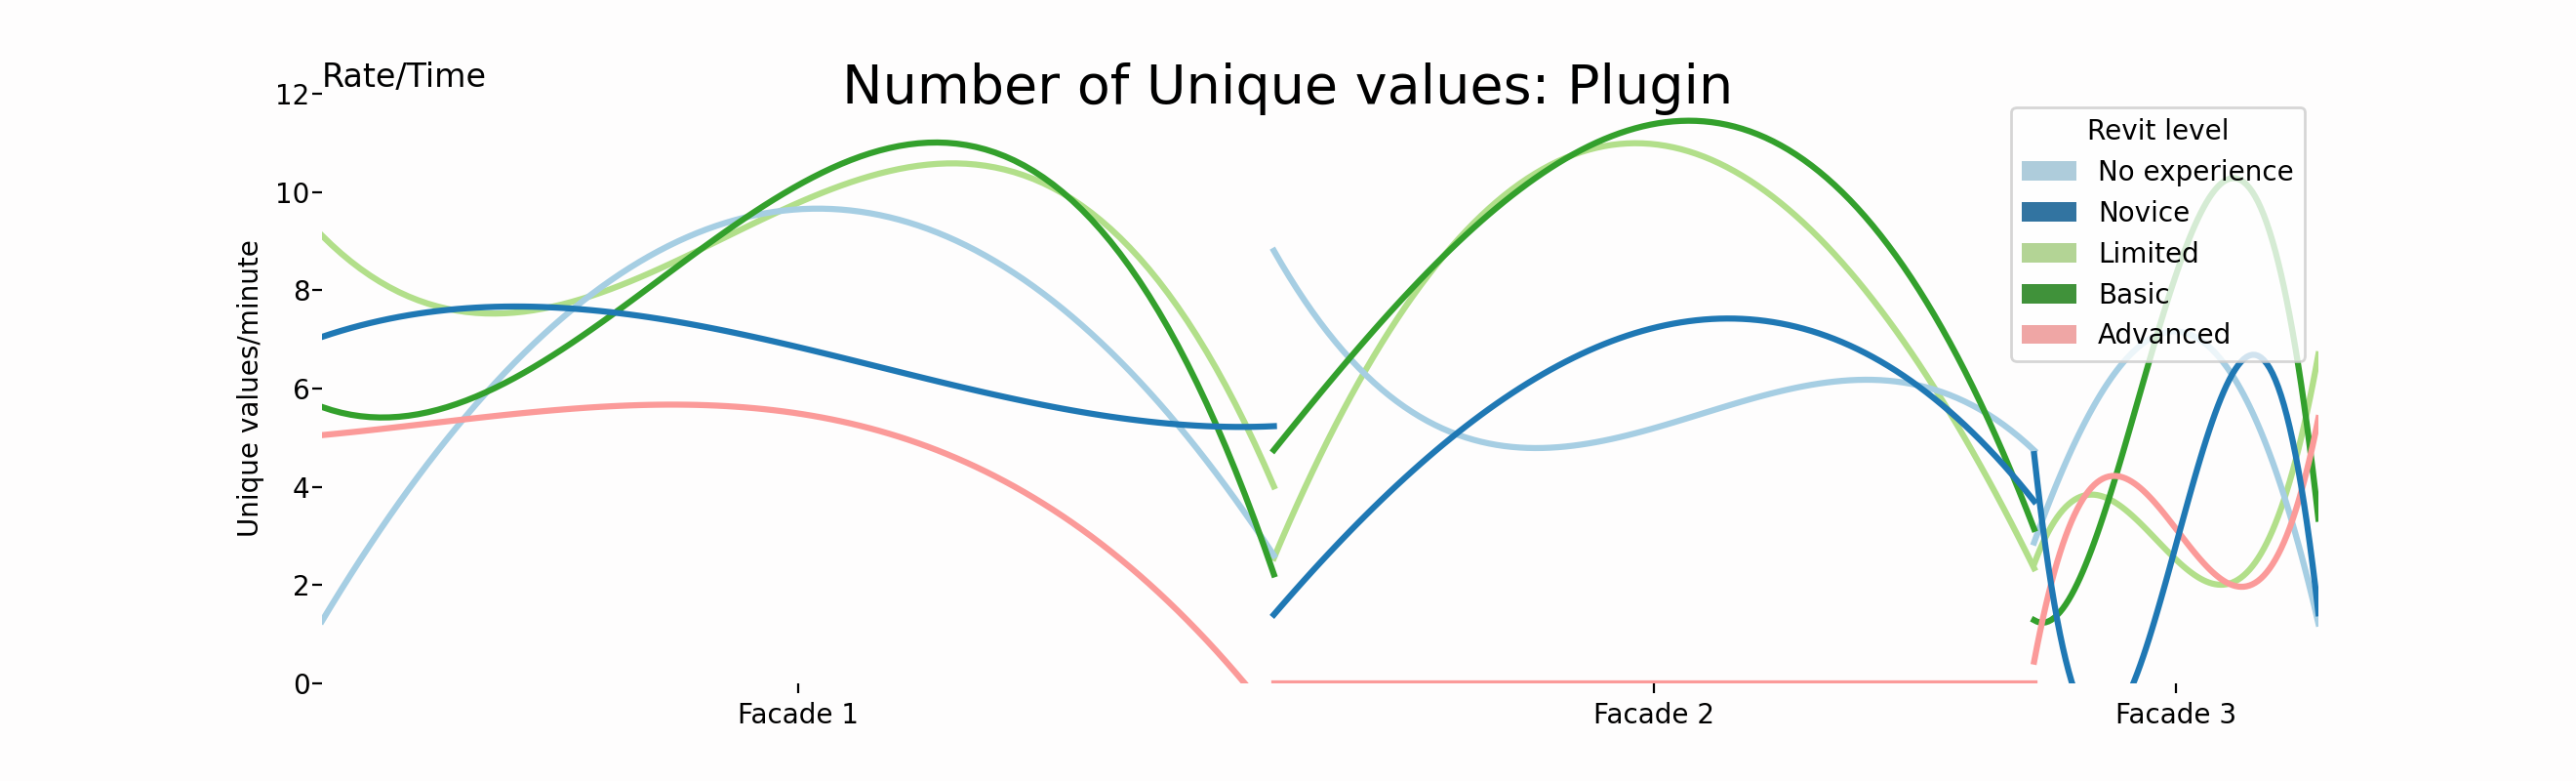 Rate/Time
Number of Unique values: Plugin
Unique values/minute
12
10
8
6
4
2
0
Facade 1
Facade 2
Facade 3
Revit level
No experience
Novice
Limited
Basic
Advanced